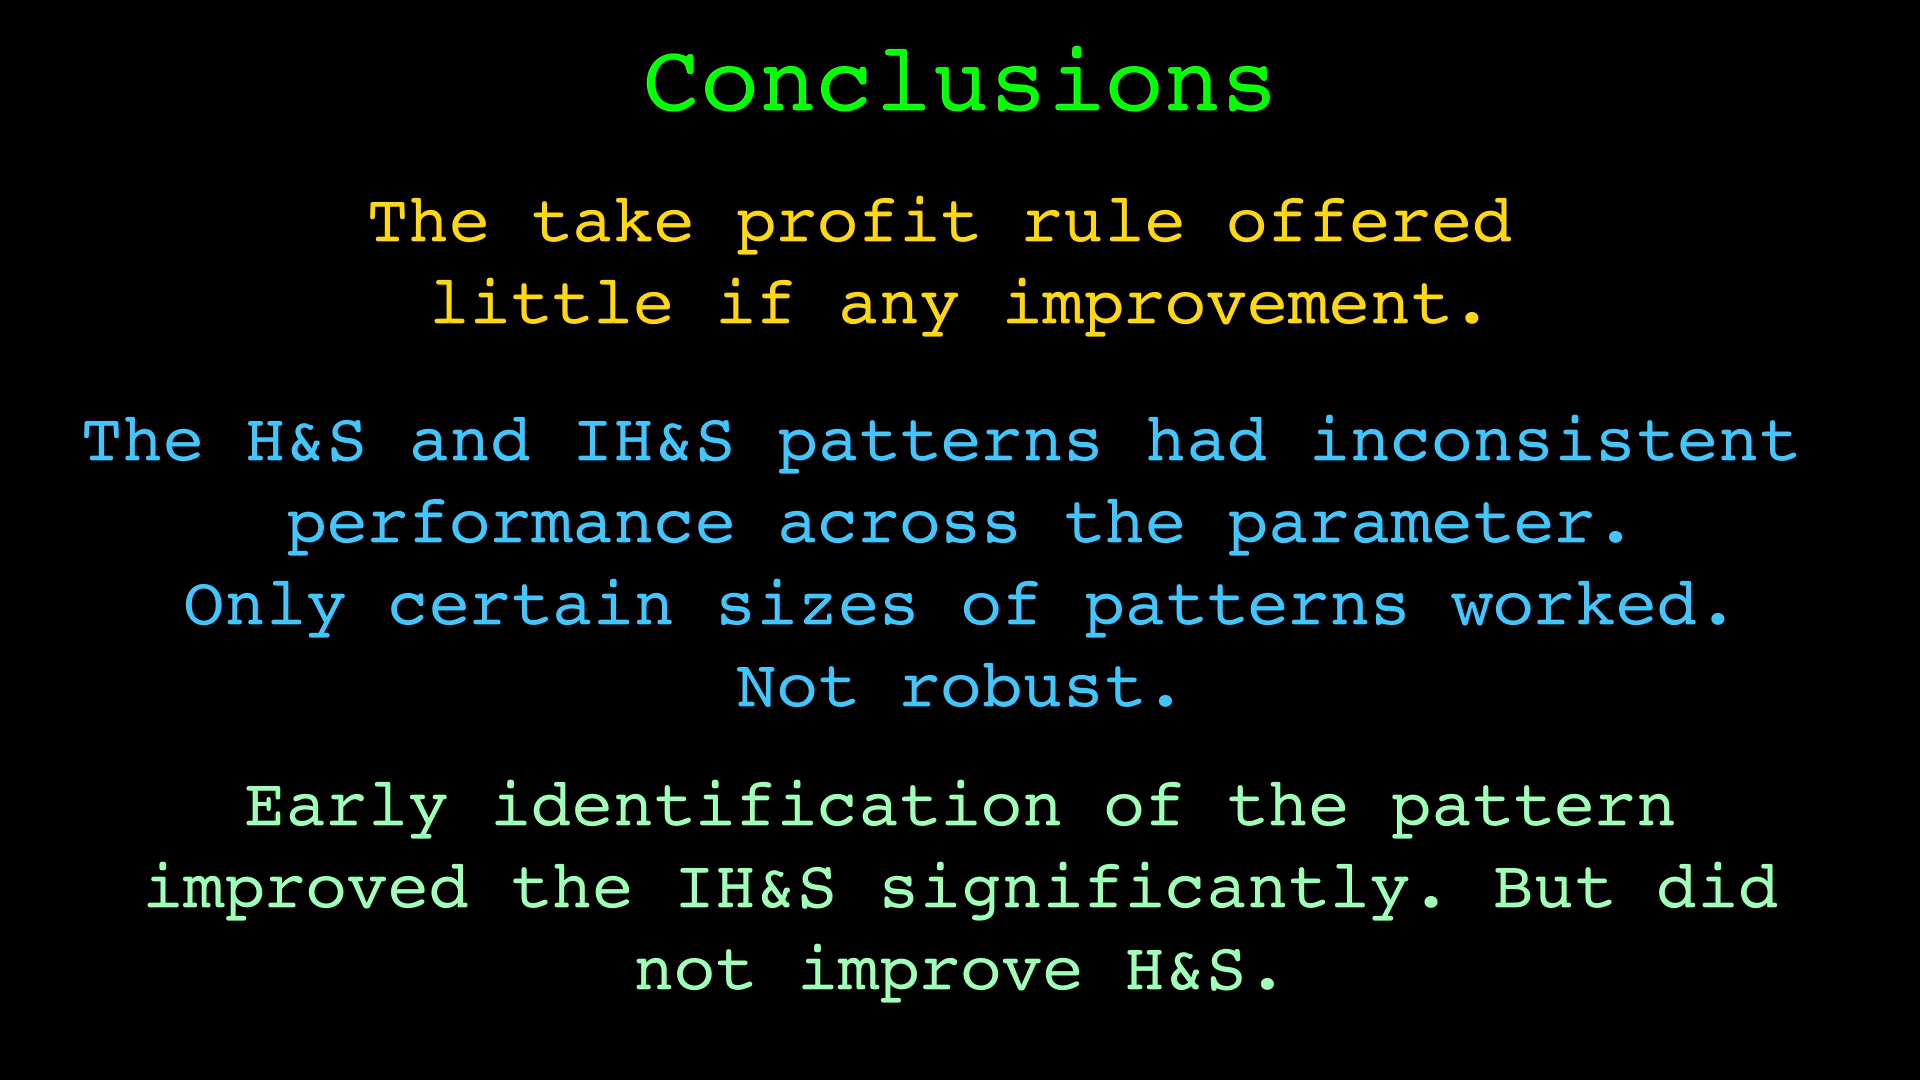 Conclusions
The take profit rule offered
little if any improvement.
The H&S and IH&S patterns had inconsistent
performance across the parameter.
Only certain sizes of patterns worked.
Not robust.
Early identification of the pattern
improved the IH&S significantly. But did
not improve H&S.